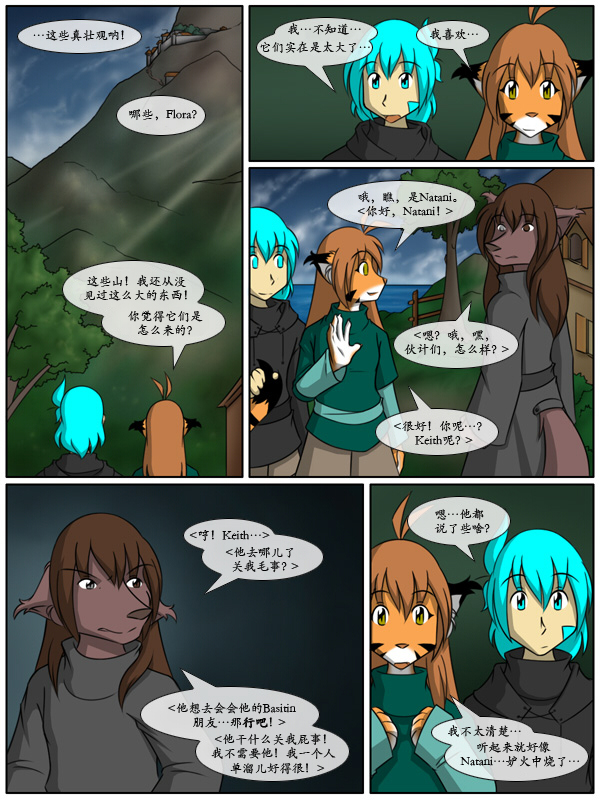 …这些真壮观呐！
哪些，Flora?
这些山！我还从没
见过这么大的东西！
你觉得它们是
怎么来的？
我…不知道…
它们实在是太大了…
我喜欢…
哦，瞧，是Natani。
<你好，Natani！>
<嗯？哦，嘿，
伙计们，怎么样？>
<很好！你呢…?
Keith呢？>
<哼！Keith…>
<他去哪儿了
关我毛事？>
<他想去会会他的Basitin
朋友…那行吧！>
<他干什么关我屁事！
我不需要他！我一个人
单溜儿好得很！>
嗯…他都
说了些啥？
我不太清楚…
听起来就好像
Natani…妒火中烧了…